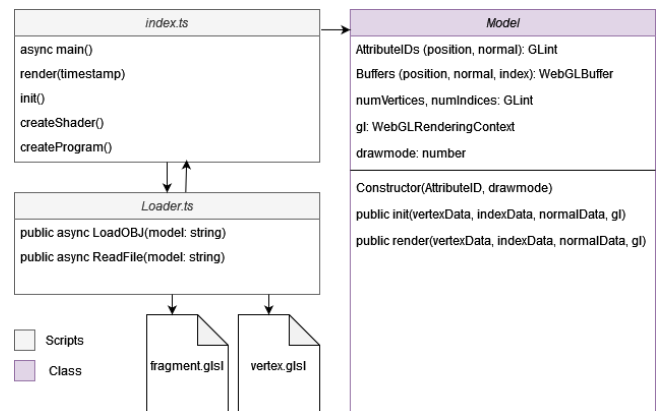 index.ts
async main()
render(timestamp)
init()
createShader()
createProgram()
Loader.ts
public async LoadOBJ(model: string)
public async ReadFile(model: string)
fragment.glsl
vertex.glsl
Scripts
Class
Model
AttributeIDs (position, normal): GLint
Buffers (position, normal, index): WebGLBuffer
numVertices, numIndices: GLint
gl: WebGLRenderingContext
drawmode: number
Constructor(AttributeID, drawmode)
public init(vertexData, indexData, normalData, gl)
public render(vertexData, indexData, normalData, gl)